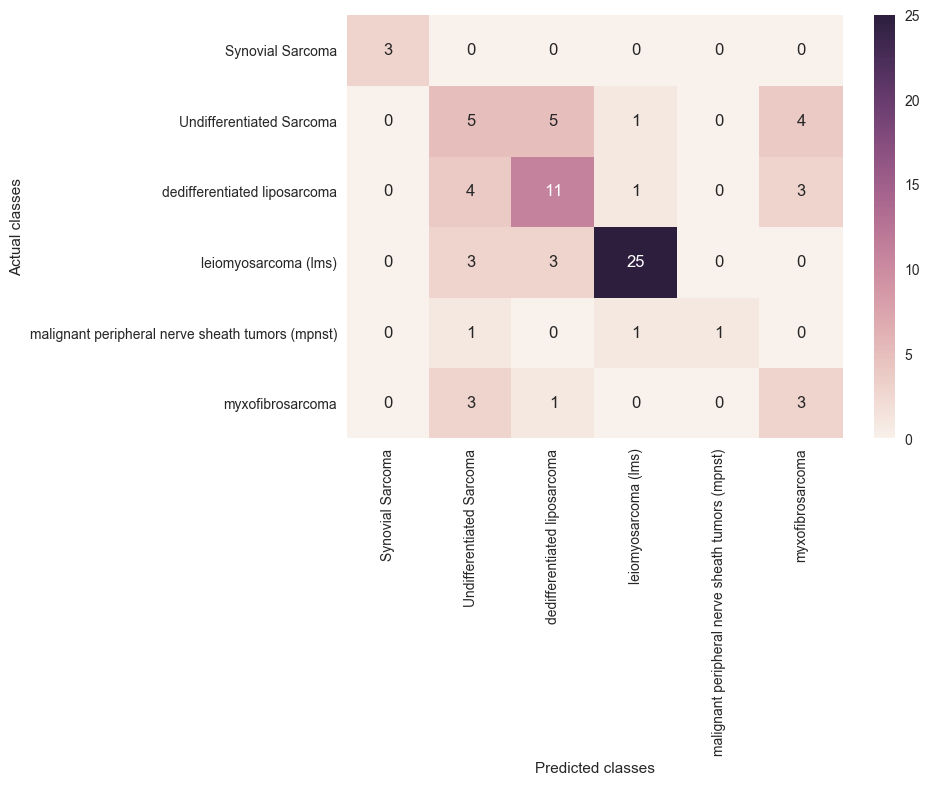 Actual classes
Synovial Sarcoma 3 0 0 0 0 0
Undifferentiated Sarcoma 0 5 5 1 0 4
dedifferentiated liposarcoma 0 4 11 1 0 3
leiomyosarcoma (lms) 0 3 3 25 0 0
malignant peripheral nerve sheath tumors (mpnst) 0 1 0 1 1 0
myxofibrosarcoma 0 3 1 0 0 3
Synovial Sarcoma
Undifferentiated Sarcoma
dedifferentiated liposarcoma
leiomyosarcoma (lms)
malignant peripheral nerve sheath tumors (mpnst)
myxofibrosarcoma
Predicted classes
25
20
15
10
5
0